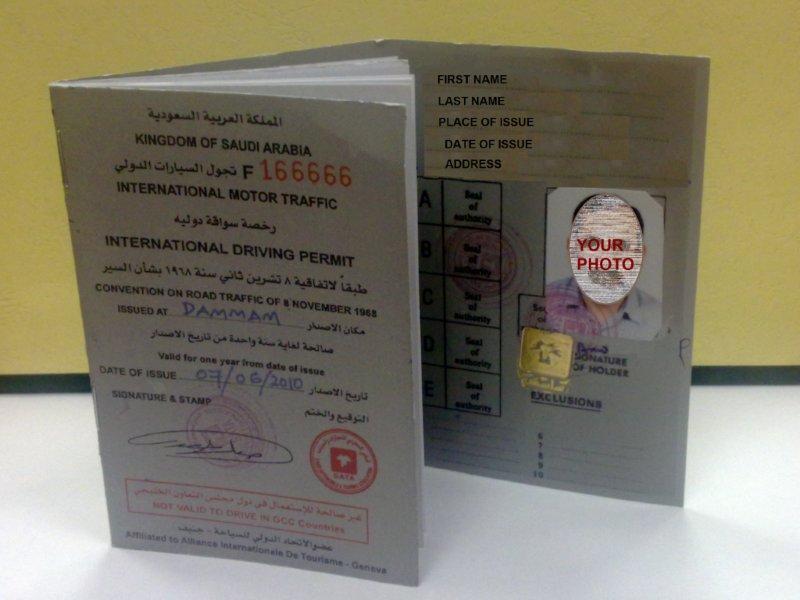 المملكة العربية السعودية
KINGDOM OF SAUDI ARABIA
تجول السيارات الدولي F 166666
INTERNATIONAL MOTOR TRAFFIC
رخصة سواقة دوليه
INTERNATIONAL DRIVING PERMIT
طبقاً لاتفاقية ٨ تشرين ثاني سنة ١٩٦٨ بشأن السير
CONVENTION ON ROAD TRAFFIC OF 8 NOVEMBER 1968
ISSUED AT DAMMAM مكان الاصدار
صالحة لغاية سنة واحدة من تاريخ الاصدار
Valid for one year from date of issue
DATE OF ISSUE 07/06/2010 تاريخ الاصدار
SIGNATURE & STAMP التوقيع والختم
SATA
غير صالحة للإستعمال في دول مجلس التعاون الخليجي
NOT VALID TO DRIVE IN GCC Countries
عضو الاتحاد الدولي للسياحة - جنيف
Affiliated to Alliance Internationale De Tourisme - Geneva
FIRST NAME
LAST NAME
PLACE OF ISSUE
DATE OF ISSUE
ADDRESS
A Seal of authority
B Seal of authority
C Seal of authority
D Seal of authority
E Seal of authority
YOUR PHOTO
SIGNATURE
OF HOLDER
EXCLUSIONS
6
7
8
9
10